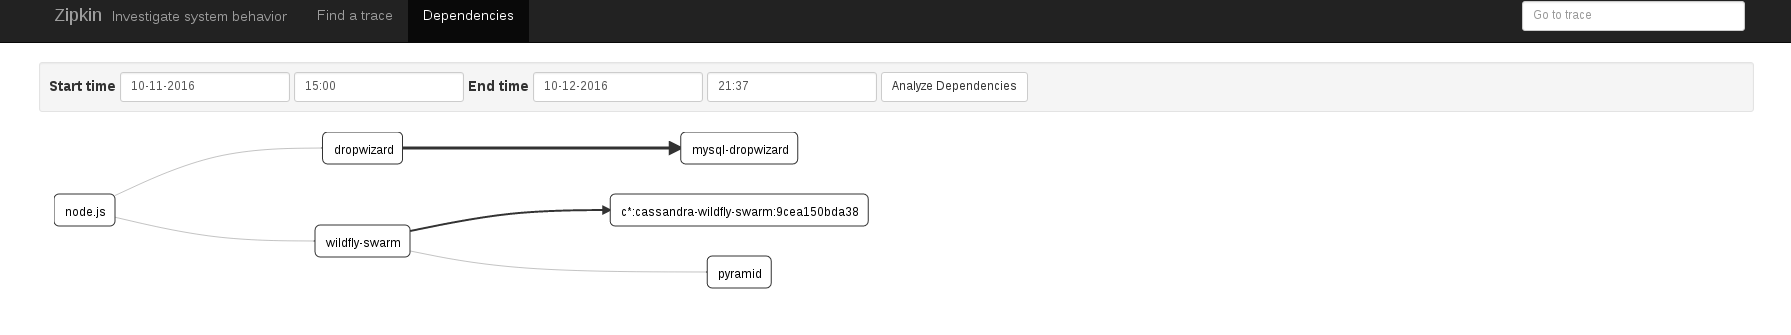 Zipkin Investigate system behavior Find a trace Dependencies Go to trace
Start time 10-11-2016 15:00 End time 10-12-2016 21:37 Analyze Dependencies
dropwizard mysql-dropwizard
node.js c*:cassandra-wildfly-swarm:9cea150bda38
wildfly-swarm
pyramid